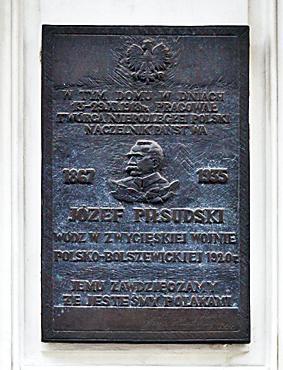 W TYM DOMU W DNIACH
13-29.XI.1918 PRACOWAŁ
TWÓRCA NIEPODLEGŁEJ POLSKI
NACZELNIK PAŃSTWA
1867 1935
JÓZEF PIŁSUDSKI
WÓDZ W ZWYCIĘSKIEJ WOJNIE
POLSKO-BOLSZEWICKIEJ 1920 r.
JEMU ZAWDZIĘCZAMY
ŻE JESTEŚMY POLAKAMI